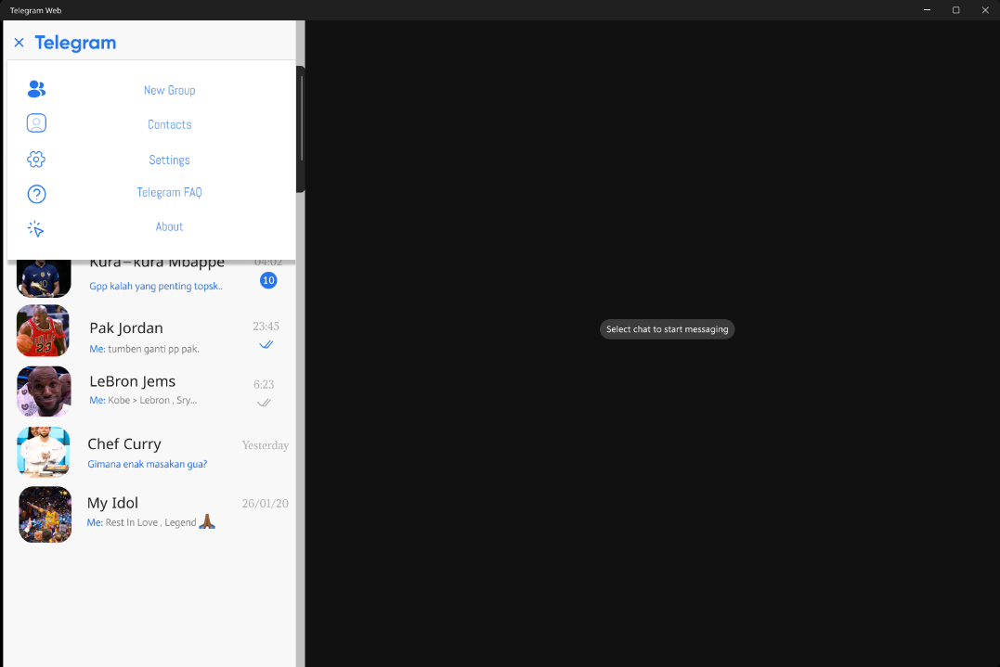 Telegram Web
Telegram
New Group
Contacts
Settings
Telegram FAQ
About
Kura-kura Mbappe 04:02
Gpp kalah yang penting topsk.. 10
Pak Jordan 23:45
Me: tumben ganti pp pak.
LeBron Jems 6:23
Me: Kobe > Lebron , Sry...
Chef Curry Yesterday
Gimana enak masakan gua?
My Idol 26/01/20
Me: Rest In Love , Legend 🙏🏾
Select chat to start messaging